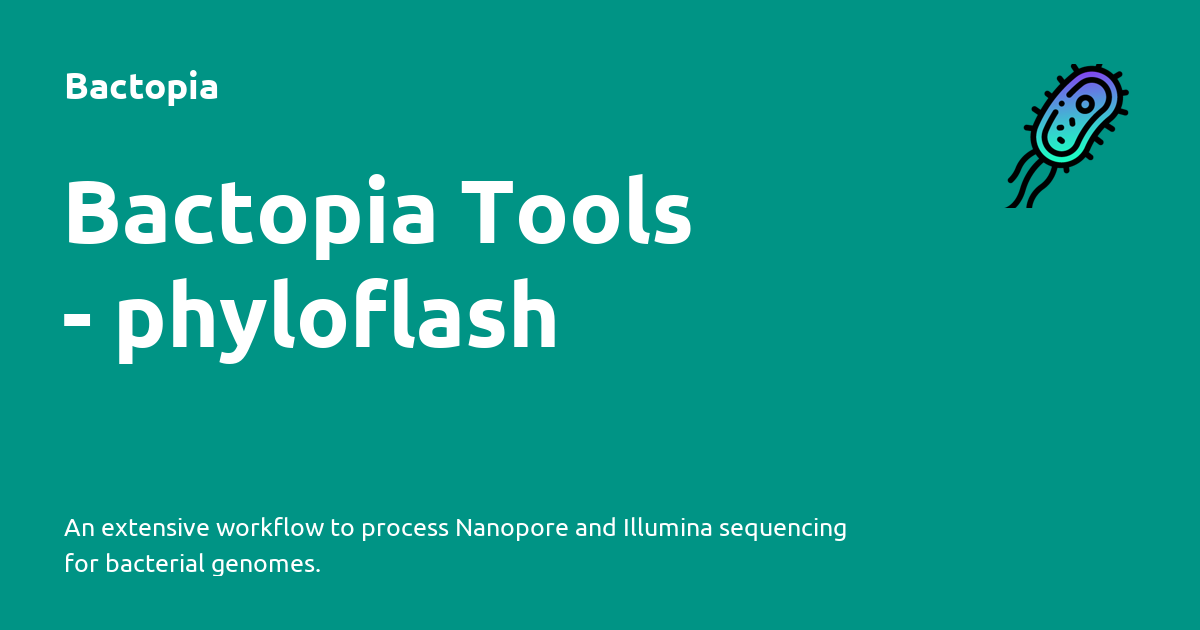 Bactopia
Bactopia Tools
- phyloflash
An extensive workflow to process Nanopore and Illumina sequencing
for bacterial genomes.